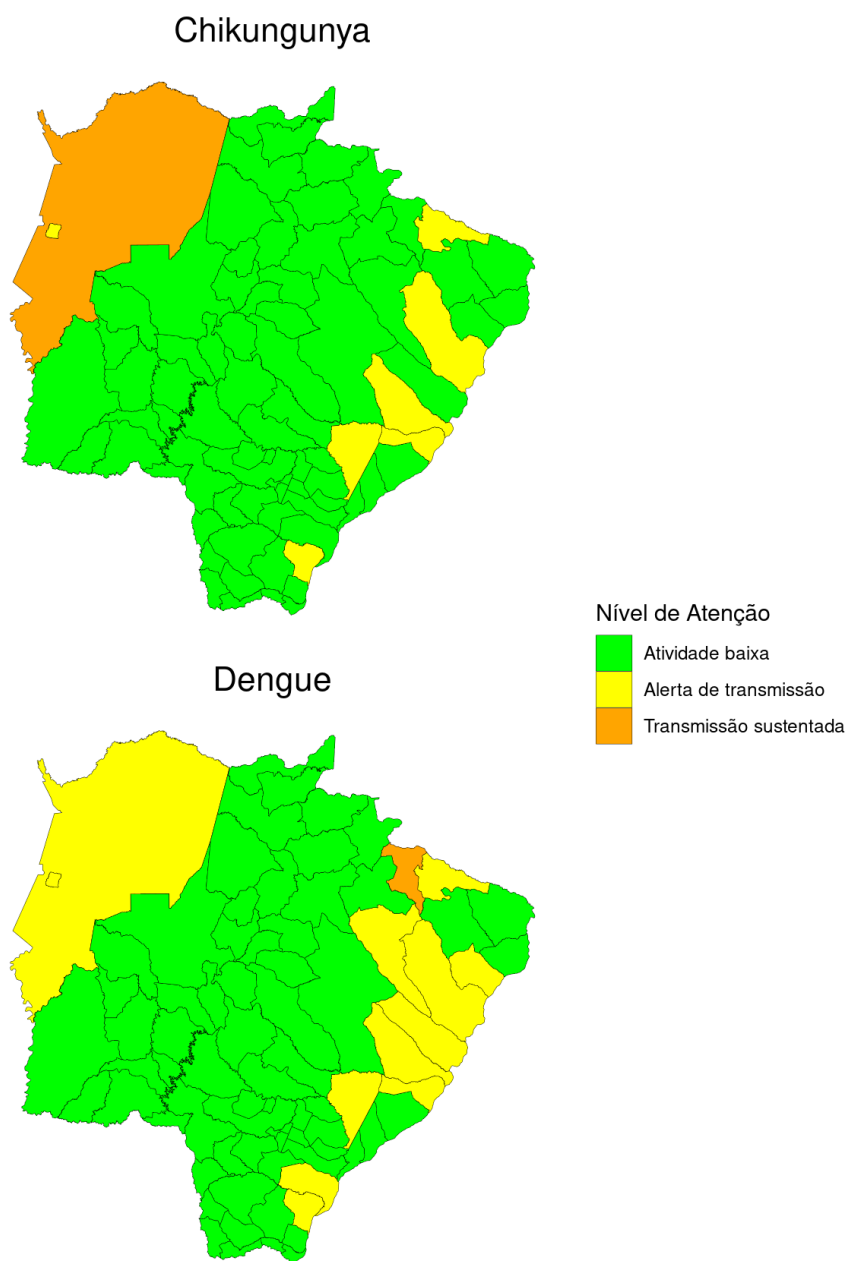 Chikungunya
Nível de Atenção
Atividade baixa
Alerta de transmissão
Transmissão sustentada
Dengue